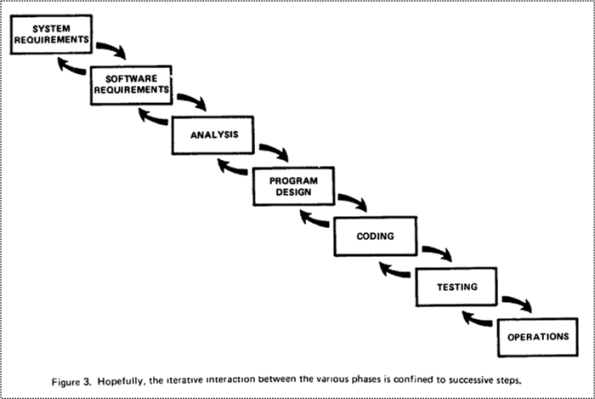 SYSTEM
REQUIREMENTS
SOFTWARE
REQUIREMENTS
ANALYSIS
PROGRAM
DESIGN
CODING
TESTING
OPERATIONS
Figure 3. Hopefully, the iterative interaction between the various phases is confined to successive steps.